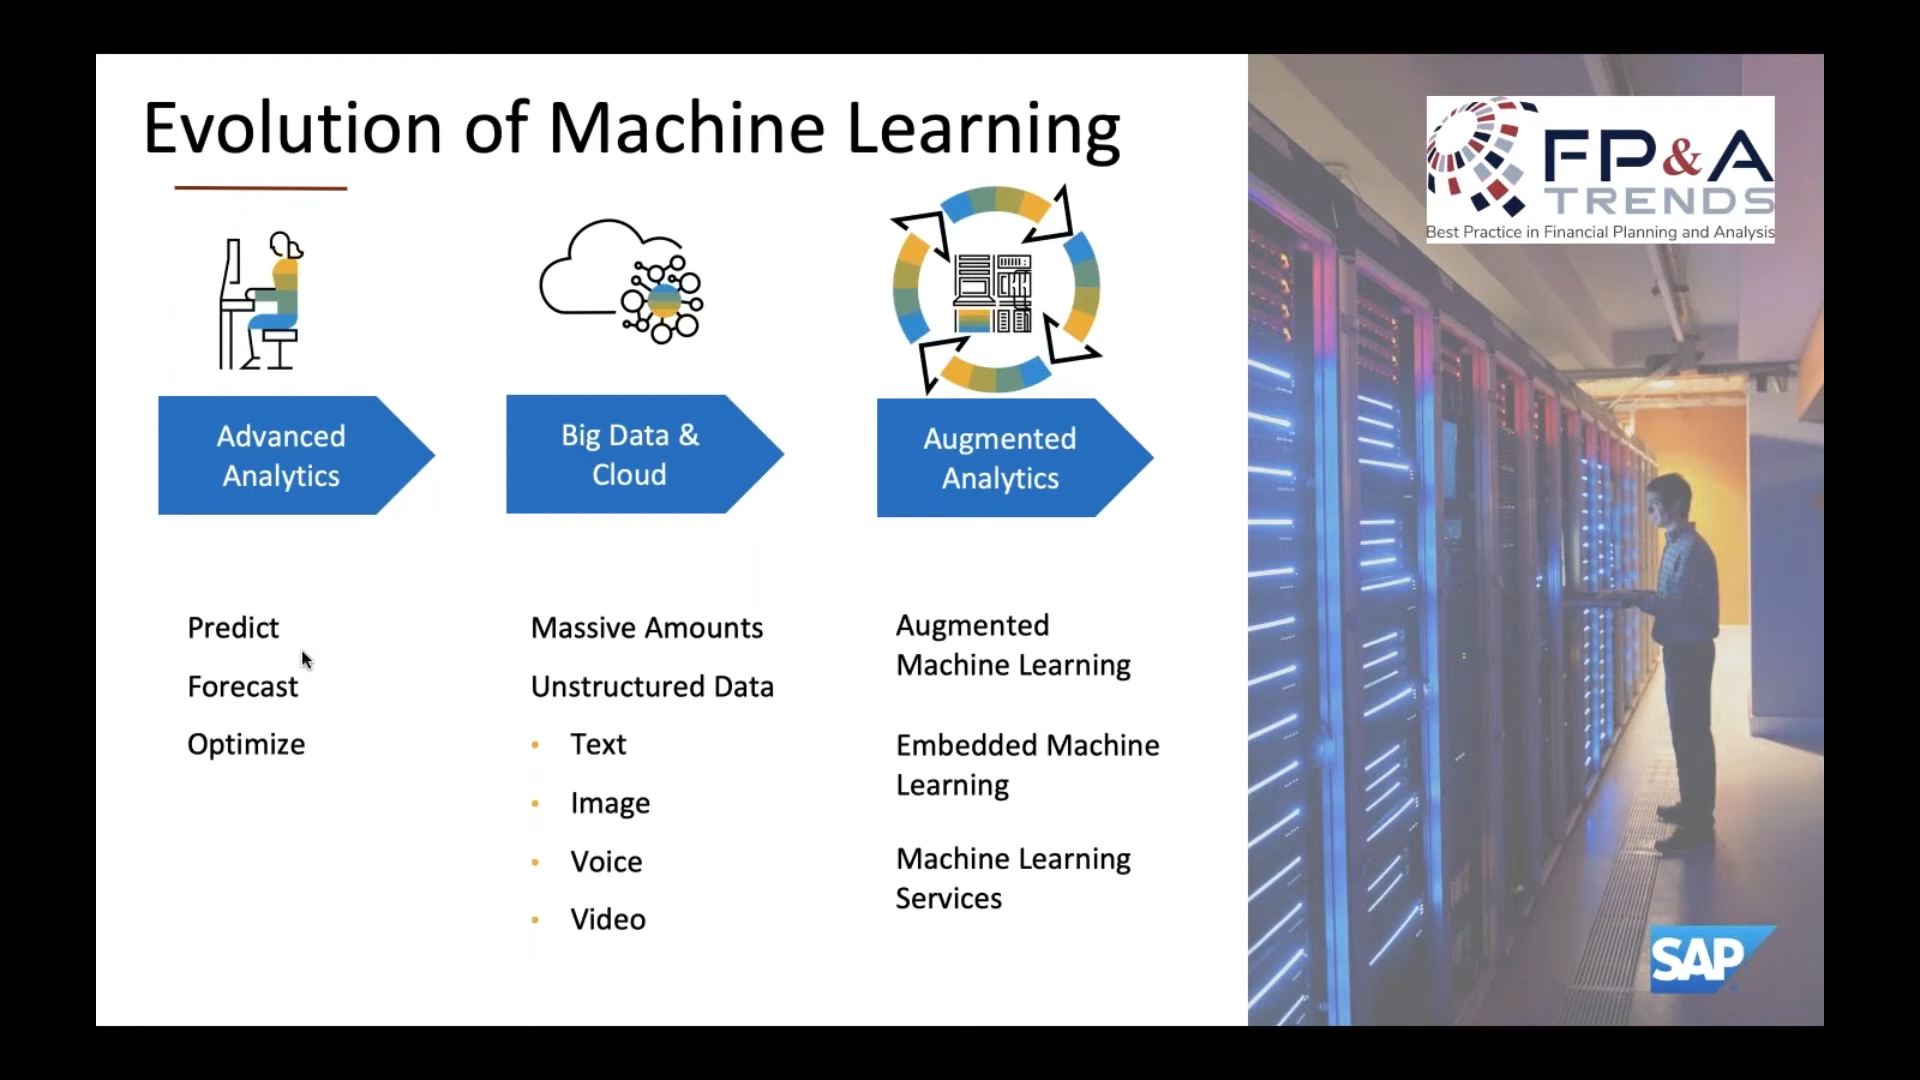 Evolution of Machine Learning
FP&A
TRENDS
Best Practice in Financial Planning and Analysis
Advanced
Analytics
Big Data &
Cloud
Augmented
Analytics
Predict
Forecast
Optimize
Massive Amounts
Unstructured Data
• Text
• Image
• Voice
• Video
Augmented
Machine Learning
Embedded Machine
Learning
Machine Learning
Services
SAP